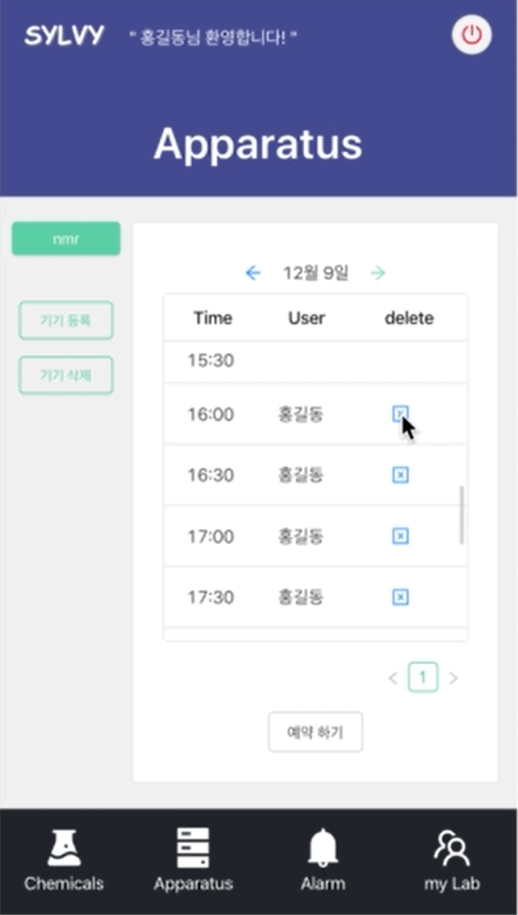 SYLVY " 홍길동님 환영합니다! "
Apparatus
nmr
기기 등록
기기 삭제
12월 9일
Time User delete
15:30
16:00 홍길동
16:30 홍길동
17:00 홍길동
17:30 홍길동
1
예약 하기
Chemicals Apparatus Alarm my Lab